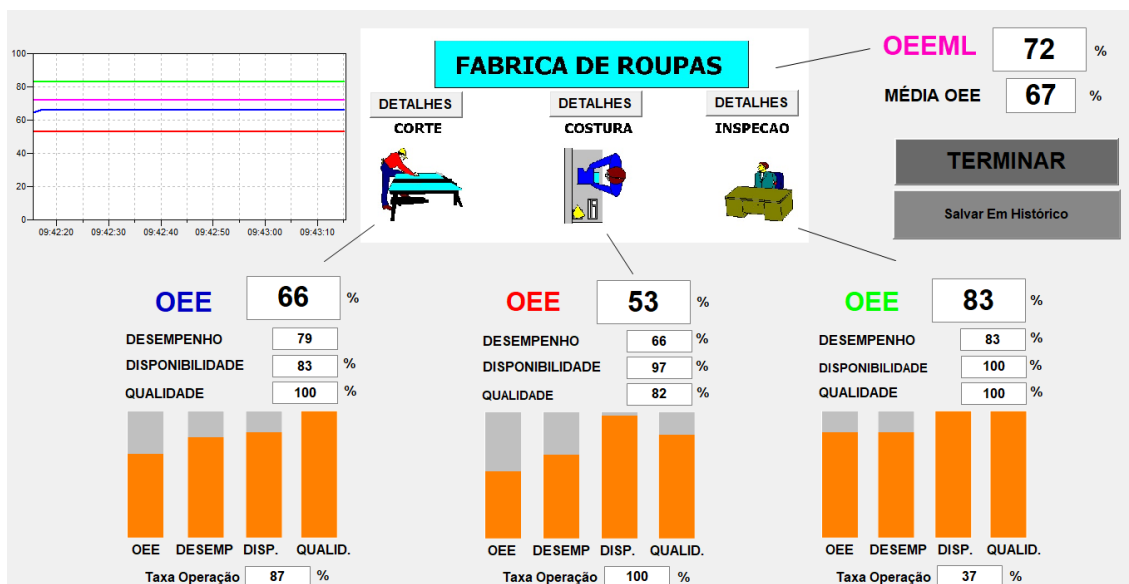 FABRICA DE ROUPAS
OEEML 72 %
MÉDIA OEE 67 %
TERMINAR
Salvar Em Histórico
100
80
60
40
20
0
09:42:20 09:42:30 09:42:40 09:42:50 09:43:00 09:43:10
DETALHES DETALHES DETALHES
CORTE COSTURA INSPECAO
OEE 66 %
DESEMPENHO 79
DISPONIBILIDADE 83 %
QUALIDADE 100 %
OEE DESEMP DISP. QUALID.
Taxa Operação 87 %
OEE 53 %
DESEMPENHO 66 %
DISPONIBILIDADE 97 %
QUALIDADE 82 %
OEE DESEMP DISP. QUALID.
Taxa Operação 100 %
OEE 83 %
DESEMPENHO 83 %
DISPONIBILIDADE 100 %
QUALIDADE 100 %
OEE DESEMP DISP. QUALID.
Taxa Operação 37 %